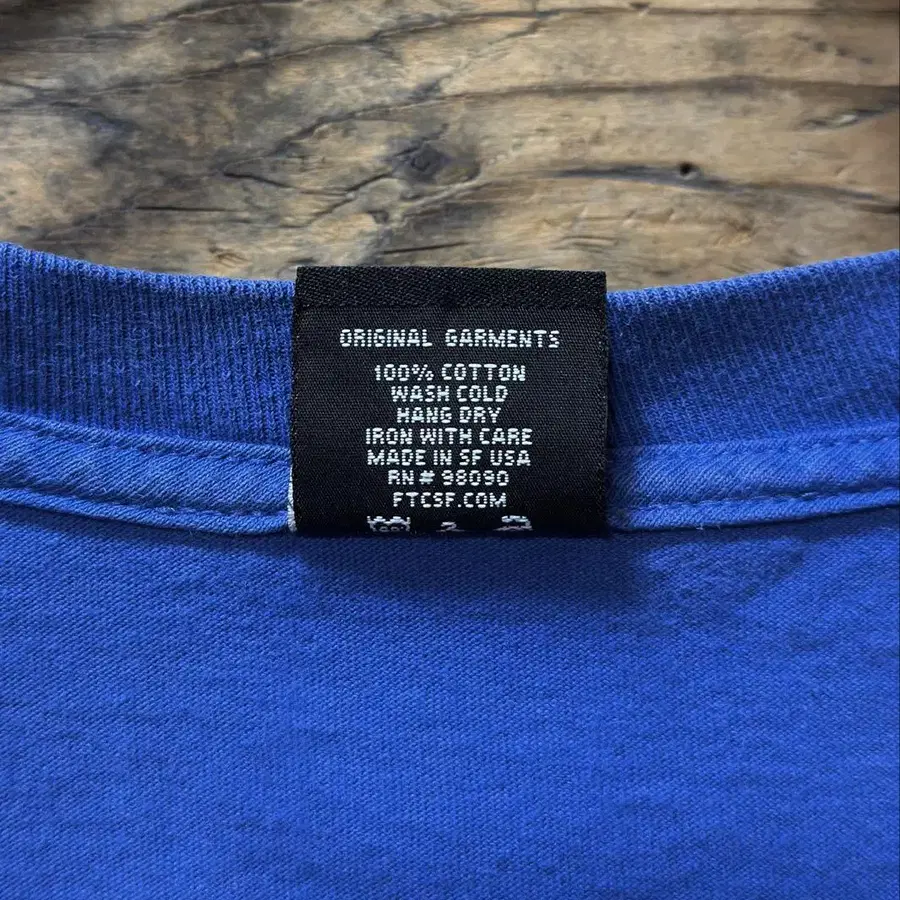 ORIGINAL GARMENTS
100% COTTON
WASH COLD
HANG DRY
IRON WITH CARE
MADE IN SF USA
RN# 98090
FTCSF.COM